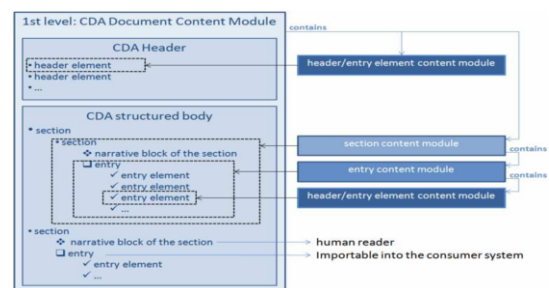 1st level: CDA Document Content Module
contains
CDA Header
• header element
header/entry element content module
• header element
• ...
CDA structured body
• section
• section
section content module
❖ narrative block of the section
contains
❑ entry
entry content module
✓ entry element
contains
✓ entry element
✓ entry element
header/entry element content module
✓ ...
• section
❖ narrative block of the section
human reader
❑ entry
Importable into the consumer system
✓ entry element
✓ ...